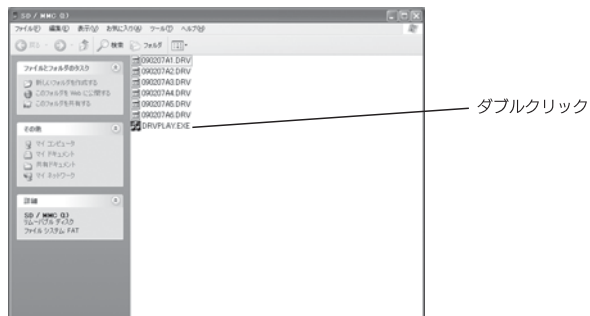 SD / MMC (I:)
ファイル(F) 編集(E) 表示(V) お気に入り(A) ツール(T) ヘルプ(H)
戻る 検索 フォルダ
ファイルとフォルダのタスク
新しいフォルダを作成する
このフォルダを Web に公開する
このフォルダを共有する
その他
マイ コンピュータ
マイ ドキュメント
共有ドキュメント
マイ ネットワーク
詳細
SD / MMC (I:)
リムーバブル ディスク
ファイル システム: FAT
090207A1.DRV
090207A2.DRV
090207A3.DRV
090207A4.DRV
090207A5.DRV
090207A6.DRV
DRVPLAY.EXE
ダブルクリック